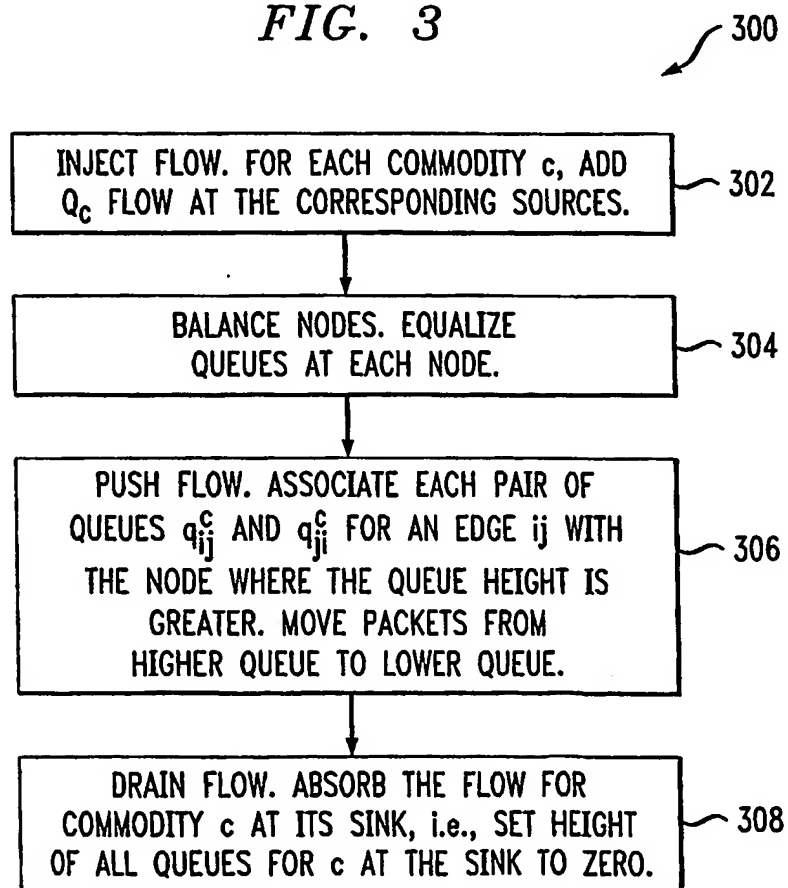 FIG. 3
300
INJECT FLOW. FOR EACH COMMODITY c, ADD
Qc FLOW AT THE CORRESPONDING SOURCES.
302
BALANCE NODES. EQUALIZE
QUEUES AT EACH NODE.
304
PUSH FLOW. ASSOCIATE EACH PAIR OF
QUEUES q^c_ij AND q^c_ji FOR AN EDGE ij WITH
THE NODE WHERE THE QUEUE HEIGHT IS
GREATER. MOVE PACKETS FROM
HIGHER QUEUE TO LOWER QUEUE.
306
DRAIN FLOW. ABSORB THE FLOW FOR
COMMODITY c AT ITS SINK, i.e., SET HEIGHT
OF ALL QUEUES FOR c AT THE SINK TO ZERO.
308